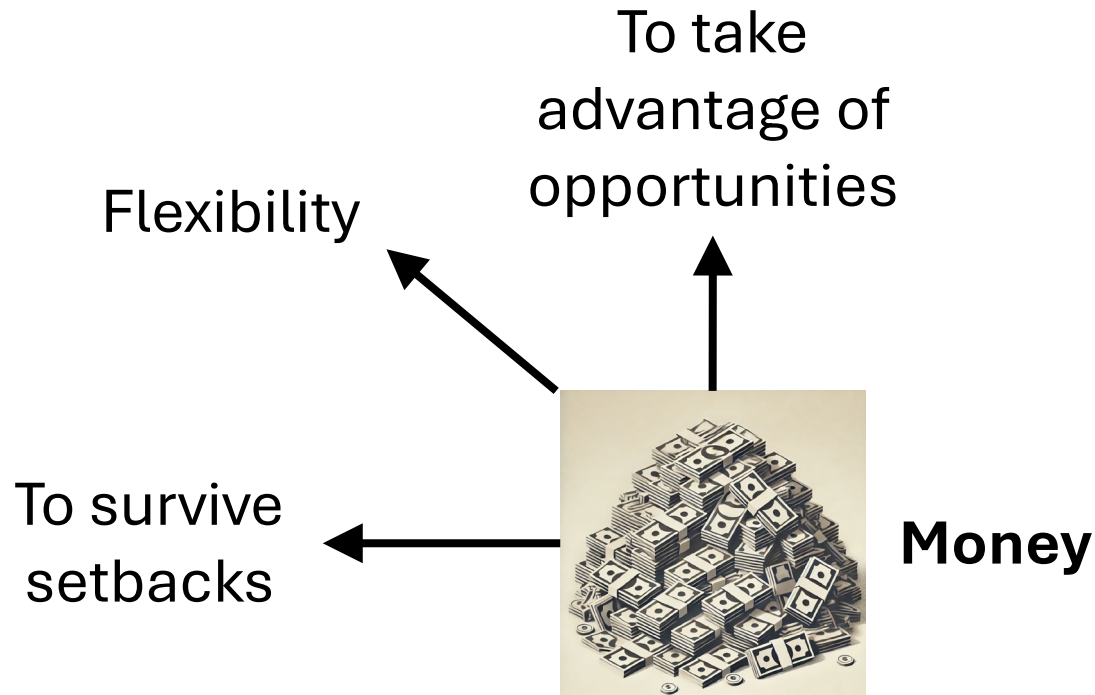 To take
advantage of
opportunities
Flexibility
To survive
setbacks
Money